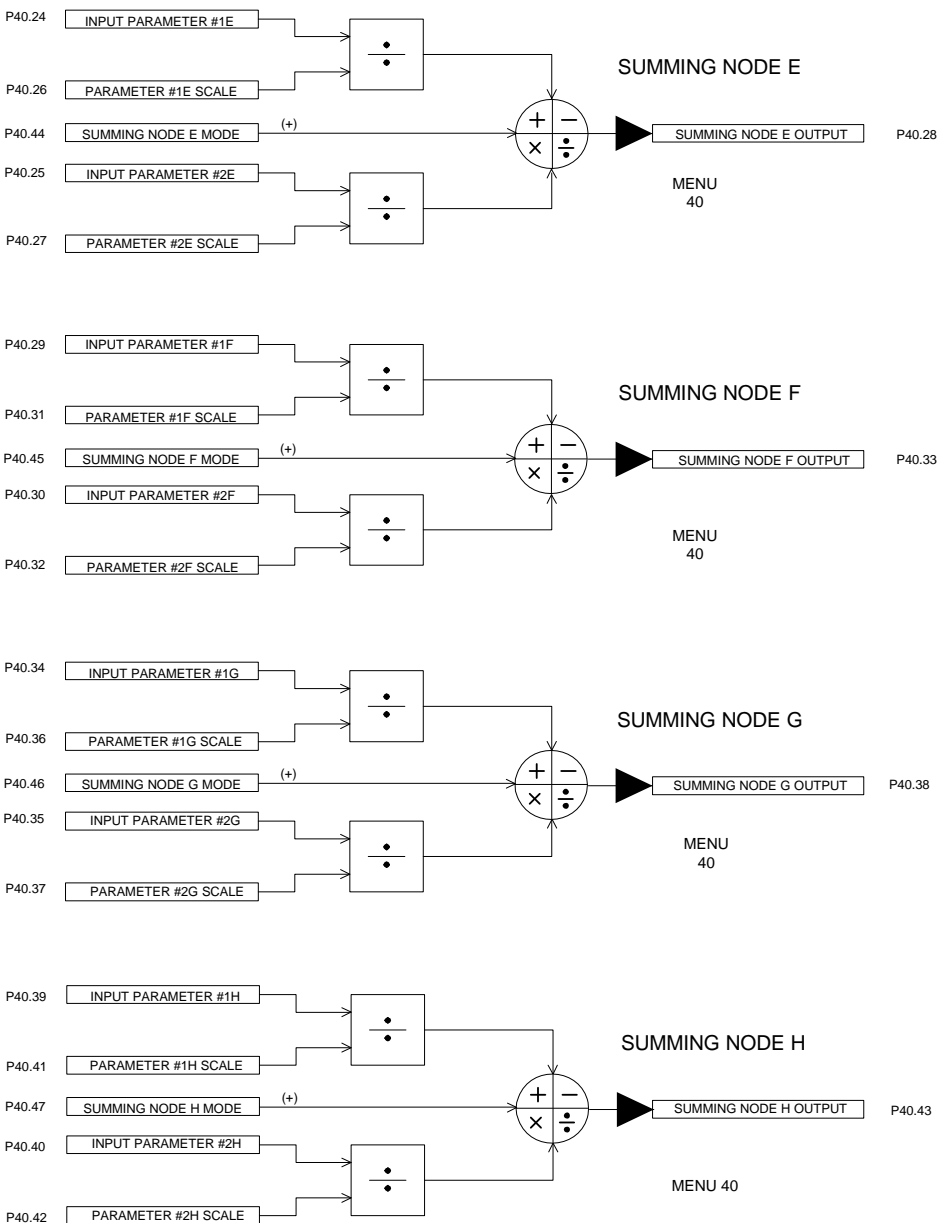 P40.24 INPUT PARAMETER #1E
SUMMING NODE E
P40.26 PARAMETER #1E SCALE
P40.44 SUMMING NODE E MODE (+) + − × ÷ SUMMING NODE E OUTPUT P40.28
P40.25 INPUT PARAMETER #2E
MENU
40
P40.27 PARAMETER #2E SCALE
P40.29 INPUT PARAMETER #1F
SUMMING NODE F
P40.31 PARAMETER #1F SCALE
P40.45 SUMMING NODE F MODE (+) + − × ÷ SUMMING NODE F OUTPUT P40.33
P40.30 INPUT PARAMETER #2F
MENU
40
P40.32 PARAMETER #2F SCALE
P40.34 INPUT PARAMETER #1G
SUMMING NODE G
P40.36 PARAMETER #1G SCALE
P40.46 SUMMING NODE G MODE (+) + − × ÷ SUMMING NODE G OUTPUT P40.38
P40.35 INPUT PARAMETER #2G
MENU
40
P40.37 PARAMETER #2G SCALE
P40.39 INPUT PARAMETER #1H
SUMMING NODE H
P40.41 PARAMETER #1H SCALE
P40.47 SUMMING NODE H MODE (+) + − × ÷ SUMMING NODE H OUTPUT P40.43
P40.40 INPUT PARAMETER #2H
MENU 40
P40.42 PARAMETER #2H SCALE